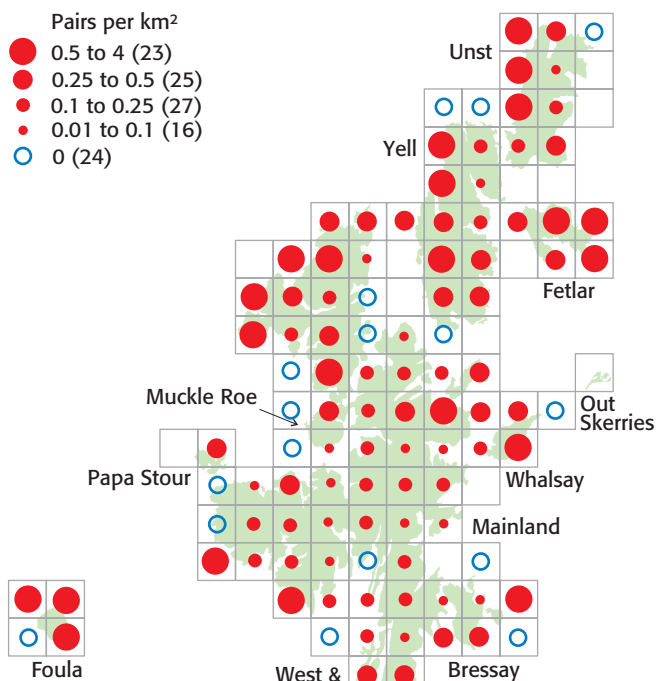 Pairs per km²
0.5 to 4 (23)
0.25 to 0.5 (25)
0.1 to 0.25 (27)
0.01 to 0.1 (16)
0 (24)
Unst
Yell
Fetlar
Muckle Roe
Out
Skerries
Papa Stour
Whalsay
Mainland
Foula
West &
Bressay